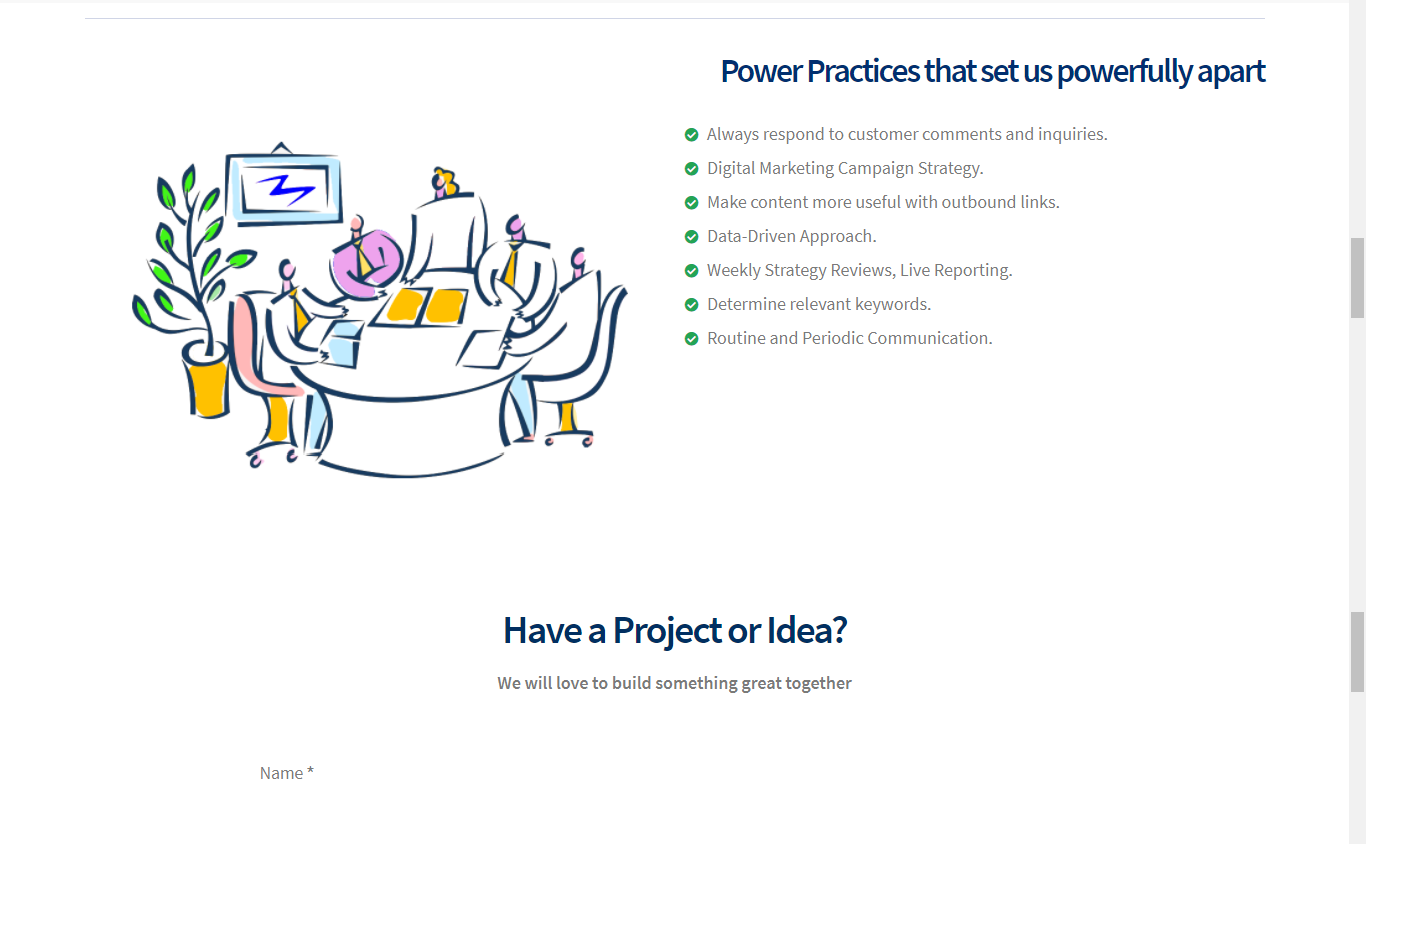 Power Practices that set us powerfully apart
Always respond to customer comments and inquiries.
Digital Marketing Campaign Strategy.
Make content more useful with outbound links.
Data-Driven Approach.
Weekly Strategy Reviews, Live Reporting.
Determine relevant keywords.
Routine and Periodic Communication.
Have a Project or Idea?
We will love to build something great together
Name *